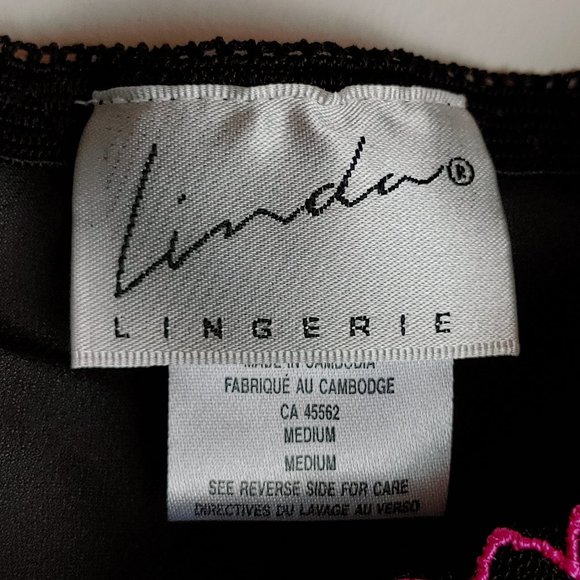 Linda®
LINGERIE
MADE IN CAMBODIA
FABRIQUÉ AU CAMBODGE
CA 45562
MEDIUM
MEDIUM
SEE REVERSE SIDE FOR CARE
DIRECTIVES DU LAVAGE AU VERSO